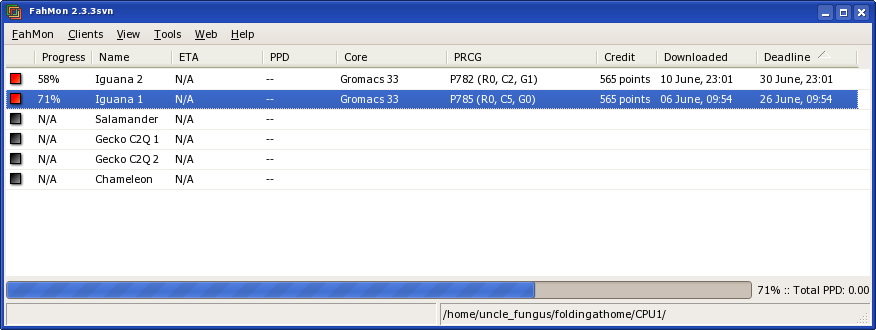 FahMon 2.3.3svn
FahMon Clients View Tools Web Help
Progress Name ETA PPD Core PRCG Credit Downloaded Deadline
58% Iguana 2 N/A -- Gromacs 33 P782 (R0, C2, G1) 565 points 10 June, 23:01 30 June, 23:01
71% Iguana 1 N/A -- Gromacs 33 P785 (R0, C5, G0) 565 points 06 June, 09:54 26 June, 09:54
N/A Salamander N/A --
N/A Gecko C2Q 1 N/A --
N/A Gecko C2Q 2 N/A --
N/A Chameleon N/A --
71% :: Total PPD: 0.00
/home/uncle_fungus/foldingathome/CPU1/